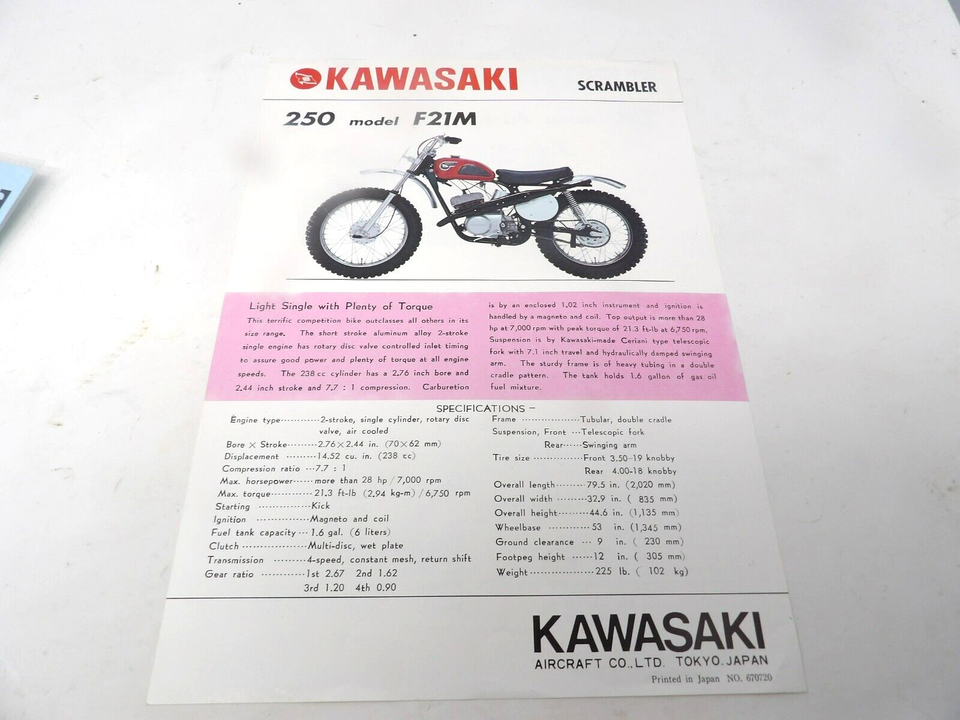 KAWASAKI
SCRAMBLER
250 model F21M
Light Single with Plenty of Torque
This terrific competition bike outclasses all others in its
size range. The short stroke aluminum alloy 2-stroke
single engine has rotary disc valve controlled inlet timing
to assure good power and plenty of torque at all engine
speeds. The 238 cc cylinder has a 2.76 inch bore and
2.44 inch stroke and 7.7 : 1 compression. Carburetion
is by an enclosed 1.02 inch instrument and ignition is
handled by a magneto and coil. Top output is more than 28
hp at 7,000 rpm with peak torque of 21.3 ft-lb at 6,750 rpm.
Suspension is by Kawasaki-made Ceriani type telescopic
fork with 7.1 inch travel and hydraulically damped swinging
arm. The sturdy frame is of heavy tubing in a double
cradle pattern. The tank holds 1.6 gallon of gas oil
fuel mixture.
SPECIFICATIONS –
Engine type ············ 2-stroke, single cylinder, rotary disc
valve, air cooled
Bore × Stroke ········· 2.76 × 2.44 in. (70 × 62 mm)
Displacement ········· 14.52 cu. in. (238 cc)
Compression ratio ··· 7.7 : 1
Max. horsepower ······ more than 28 hp / 7,000 rpm
Max. torque ············ 21.3 ft-lb (2.94 kg-m) / 6,750 rpm
Starting ··············· Kick
Ignition ··············· Magneto and coil
Fuel tank capacity ··· 1.6 gal. (6 liters)
Clutch ·················· Multi-disc, wet plate
Transmission ·········· 4-speed, constant mesh, return shift
Gear ratio ············ 1st 2.67 2nd 1.62
3rd 1.20 4th 0.90
Frame ·················· Tubular, double cradle
Suspension, Front ··· Telescopic fork
Rear ······ Swinging arm
Tire size ··············· Front 3.50-19 knobby
Rear 4.00-18 knobby
Overall length ········ 79.5 in. (2,020 mm)
Overall width ········· 32.9 in. ( 835 mm)
Overall height ········ 44.6 in. (1,135 mm)
Wheelbase ············ 53 in. (1,345 mm)
Ground clearance ··· 9 in. ( 230 mm)
Footpeg height ······ 12 in. ( 305 mm)
Weight ·················· 225 lb. ( 102 kg)
KAWASAKI
AIRCRAFT CO., LTD. TOKYO. JAPAN
Printed in Japan NO. 670720